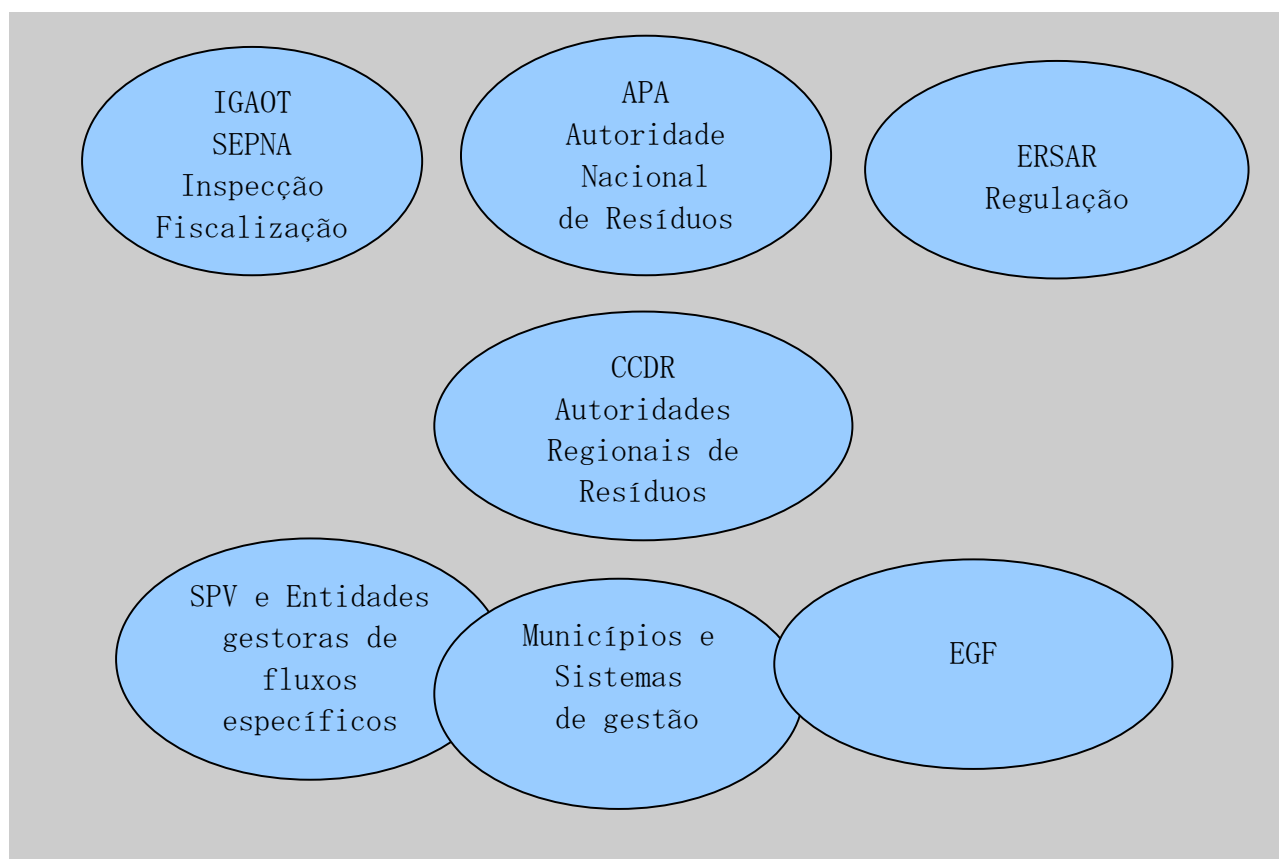 IGAOT
SEPNA
Inspecção
Fiscalização
APA
Autoridade
Nacional
de Resíduos
ERSAR
Regulação
CCDR
Autoridades
Regionais de
Resíduos
SPV e Entidades
gestoras de
fluxos
específicos
Municípios e
Sistemas
de gestão
EGF